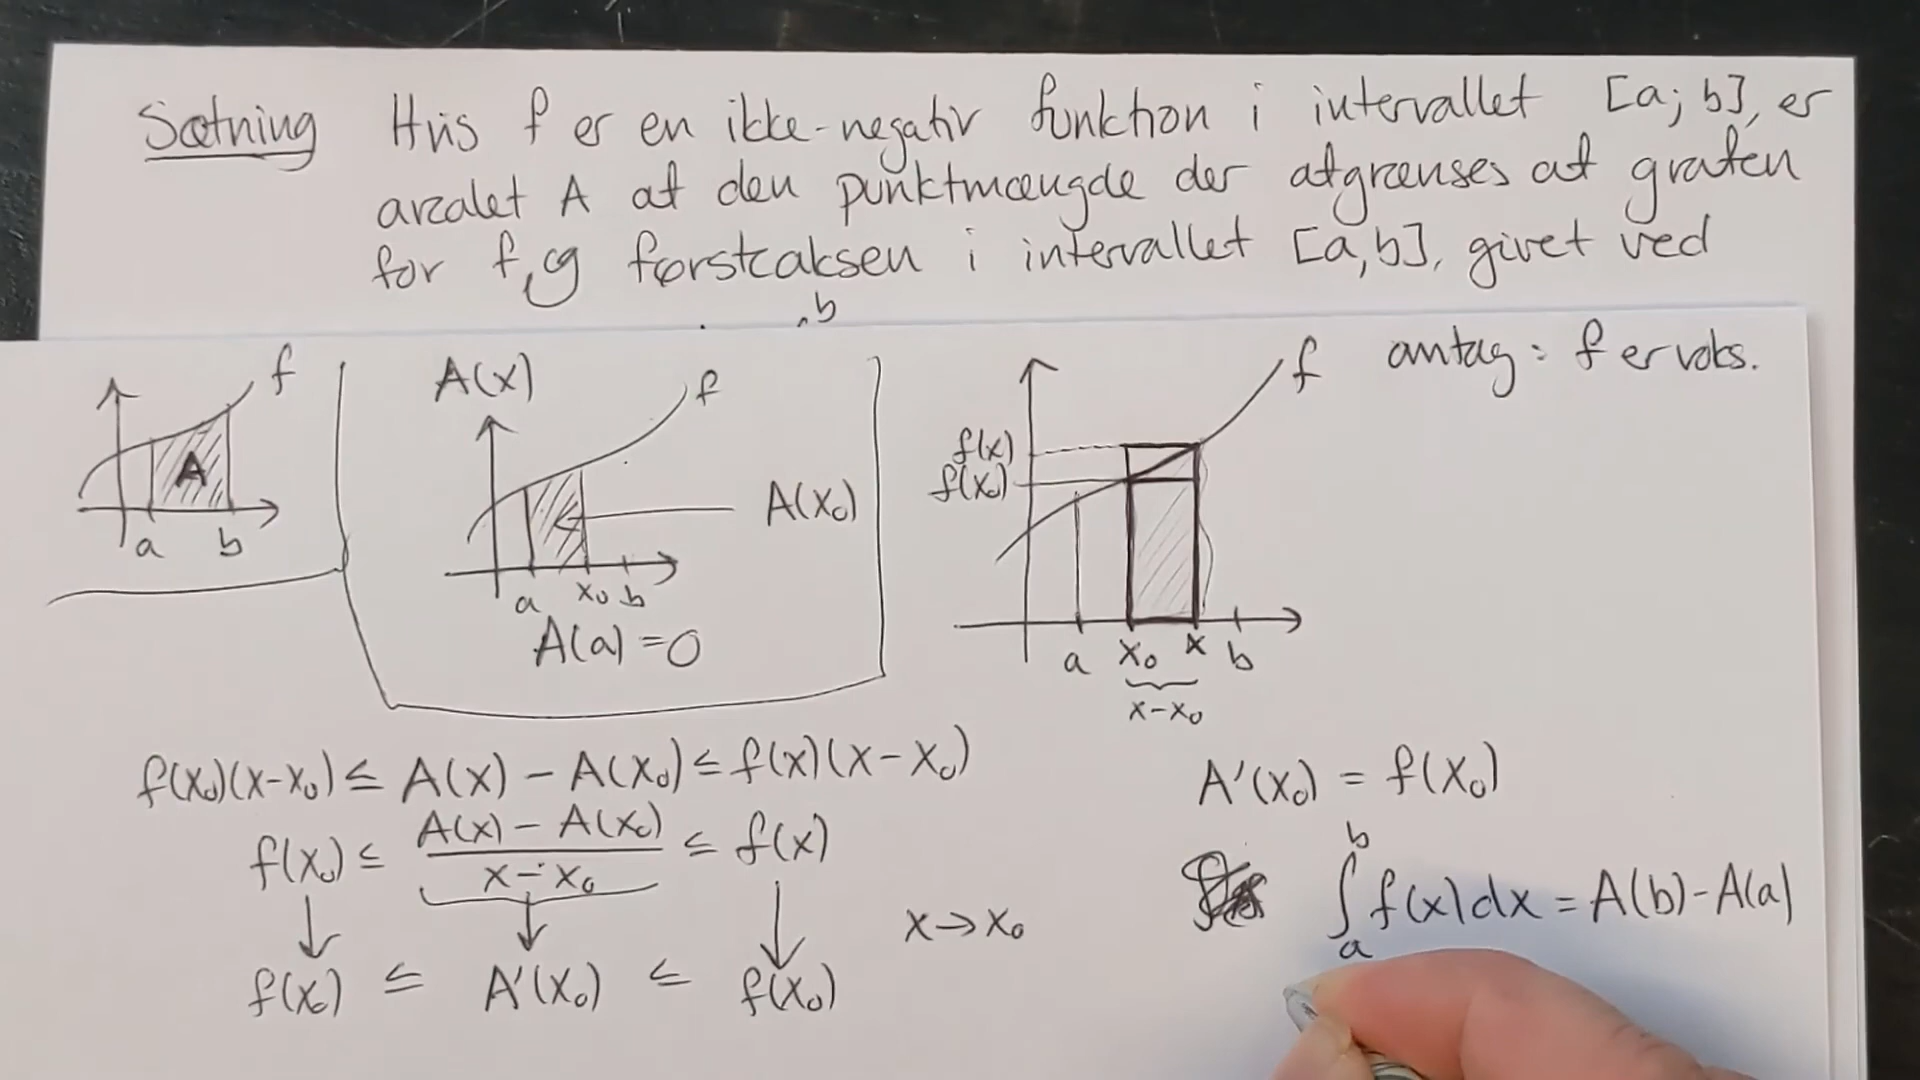 Sætning Hvis f er en ikke-negativ funktion i intervallet [a; b], er
arealet A af den punktmængde der afgrænses af grafen
for f, og førsteaksen i intervallet [a, b], givet ved
b
f
A
a b
A(x)
f
A(x₀)
a x₀ b
A(a) = 0
antag: f er voks.
f
f(x)
f(x₀)
a x₀ x b
x-x₀
f(x₀)(x-x₀) ≤ A(x) - A(x₀) ≤ f(x)(x-x₀)
f(x₀) ≤ (A(x) - A(x₀))/(x - x₀) ≤ f(x)
↓ ↓ ↓ x→x₀
f(x₀) ≤ A'(x₀) ≤ f(x₀)
A'(x₀) = f(x₀)
∫ₐᵇ f(x)dx = A(b) - A(a)